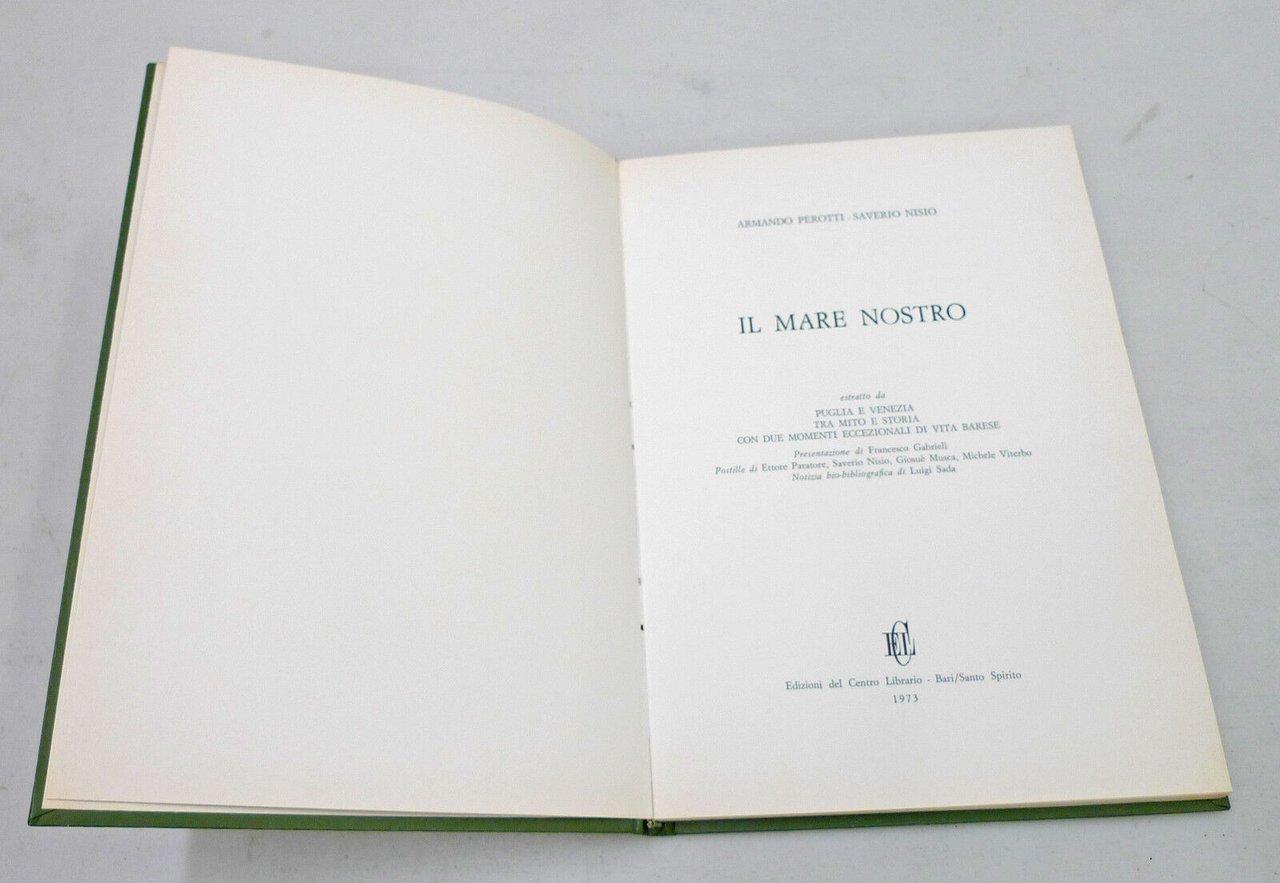 ARMANDO PEROTTI - SAVERIO NISIO
IL MARE NOSTRO
estratto da
PUGLIA E VENEZIA
TRA MITO E STORIA
CON DUE MOMENTI ECCEZIONALI DI VITA BARESE
Presentazione di Francesco Gabrieli
Postille di Ettore Paratore, Saverio Nisio, Giosuè Musca, Michele Viterbo
Notizia bio-bibliografica di Luigi Sada
ECL
Edizioni del Centro Librario - Bari/Santo Spirito
1973